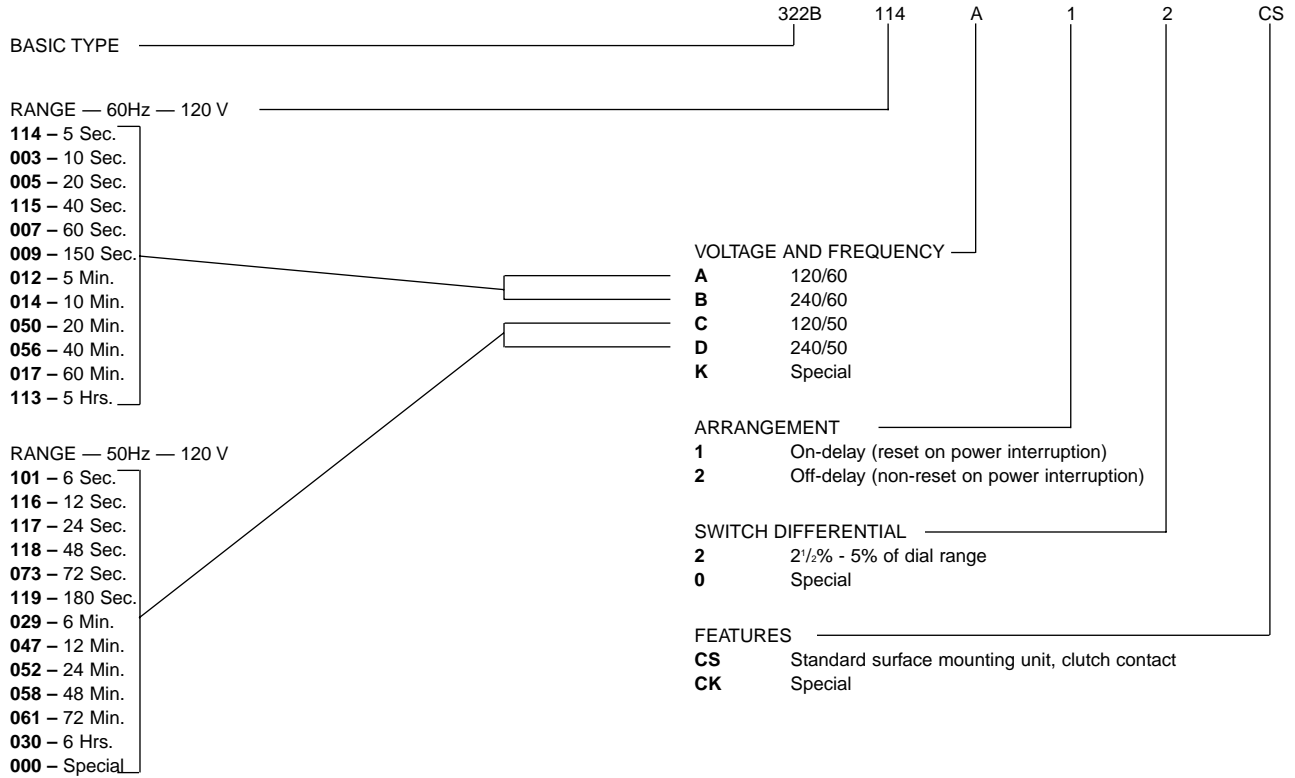 322B 114 A 1 2 CS
BASIC TYPE
RANGE — 60Hz — 120 V
114 – 5 Sec.
003 – 10 Sec.
005 – 20 Sec.
115 – 40 Sec.
007 – 60 Sec.
009 – 150 Sec.
012 – 5 Min.
014 – 10 Min.
050 – 20 Min.
056 – 40 Min.
017 – 60 Min.
113 – 5 Hrs.
RANGE — 50Hz — 120 V
101 – 6 Sec.
116 – 12 Sec.
117 – 24 Sec.
118 – 48 Sec.
073 – 72 Sec.
119 – 180 Sec.
029 – 6 Min.
047 – 12 Min.
052 – 24 Min.
058 – 48 Min.
061 – 72 Min.
030 – 6 Hrs.
000 – Special
VOLTAGE AND FREQUENCY
A 120/60
B 240/60
C 120/50
D 240/50
K Special
ARRANGEMENT
1 On-delay (reset on power interruption)
2 Off-delay (non-reset on power interruption)
SWITCH DIFFERENTIAL
2 2 1/2% - 5% of dial range
0 Special
FEATURES
CS Standard surface mounting unit, clutch contact
CK Special